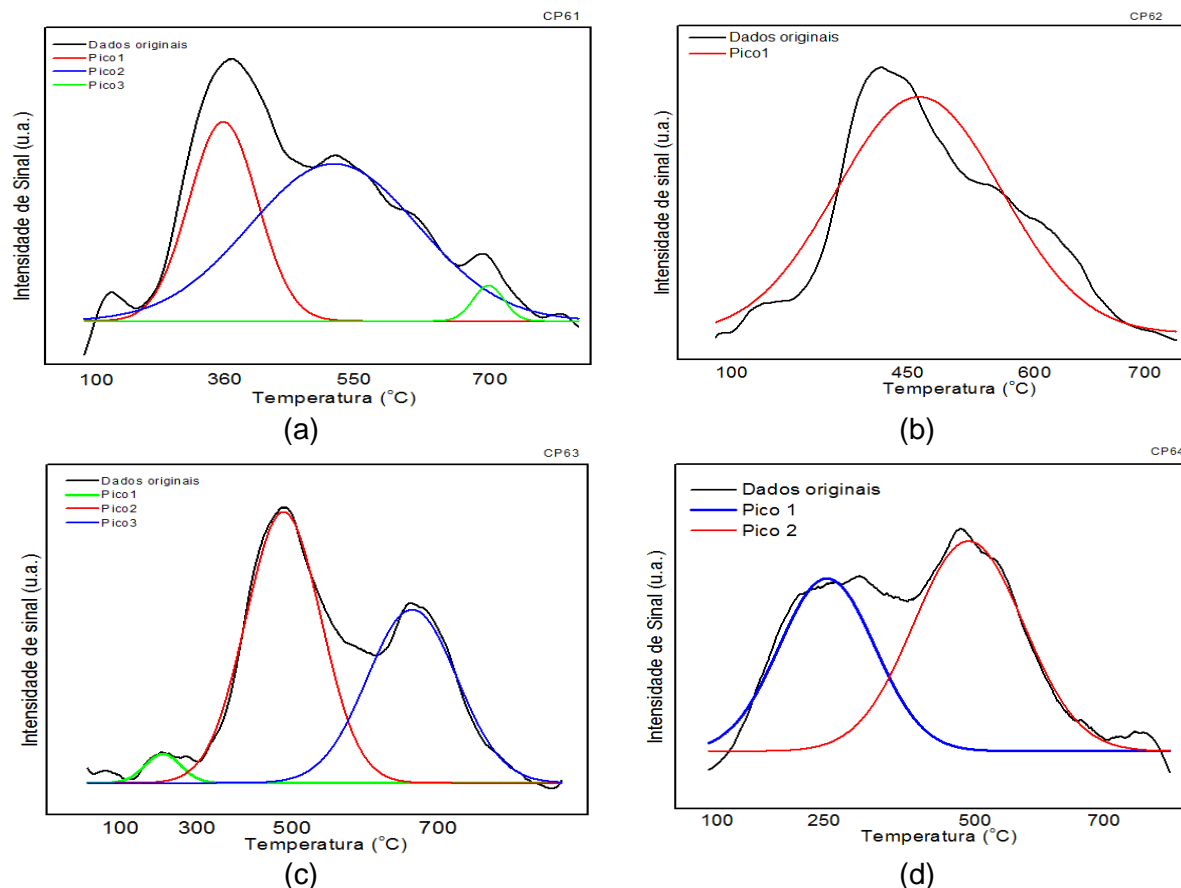 CP61
Dados originais
Pico1
Pico2
Pico3
Intensidade de Sinal (u.a.)
100 360 550 700
Temperatura (°C)
(a)
CP62
Dados originais
Pico1
Intensidade de sinal (u.a.)
100 450 600 700
Temperatura (°C)
(b)
CP63
Dados originais
Pico1
Pico2
Pico3
Intensidade de sinal (u.a.)
100 300 500 700
Temperatura (°C)
(c)
CP64
Dados originais
Pico 1
Pico 2
Intensidade de Sinal (u.a.)
100 250 500 700
Temperatura (°C)
(d)